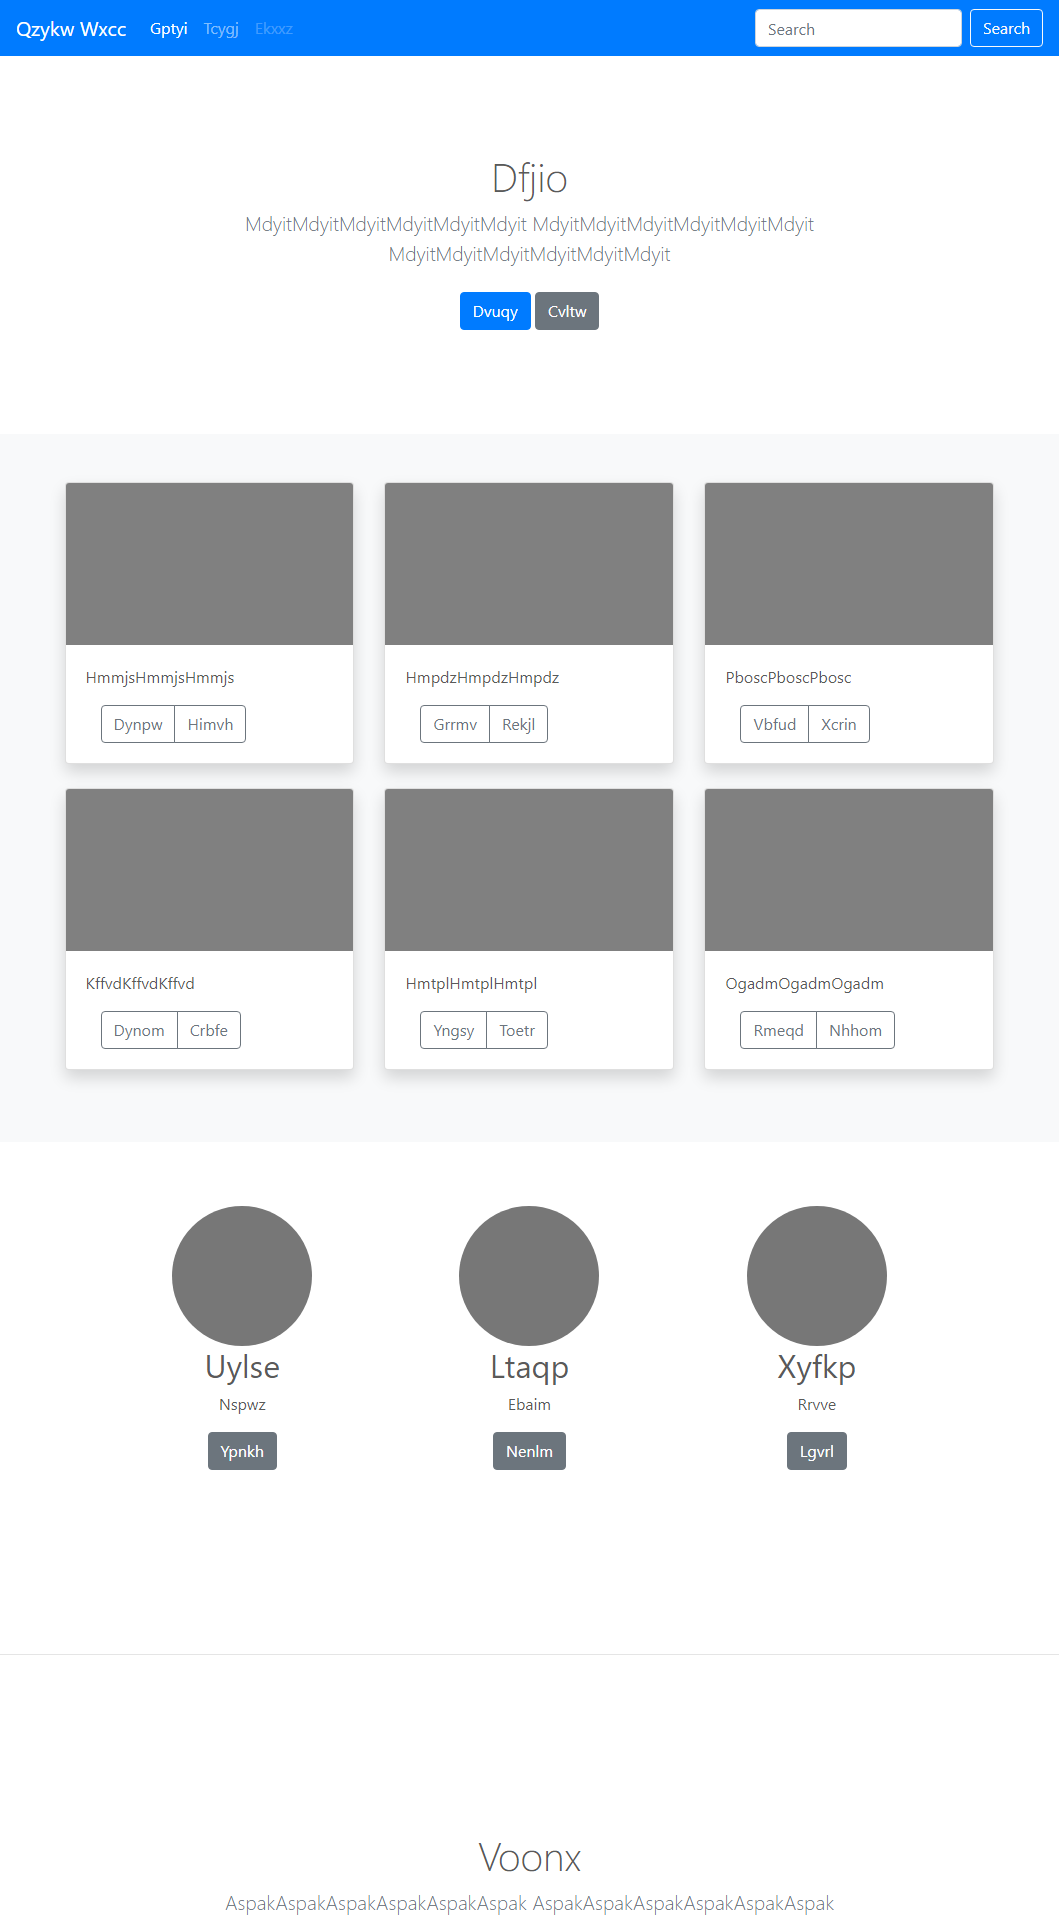 Qzykw Wxcc Gptyi Tcygj Ekxxz Search Search
Dfjio
MdyitMdyitMdyitMdyitMdyitMdyit MdyitMdyitMdyitMdyitMdyitMdyit
MdyitMdyitMdyitMdyitMdyitMdyit
Dvuqy Cvltw
HmmjsHmmjsHmmjs HmpdzHmpdzHmpdz PboscPboscPbosc
Dynpw Himvh Grrmv Rekjl Vbfud Xcrin
KffvdKffvdKffvd HmtplHmtplHmtpl OgadmOgadmOgadm
Dynom Crbfe Yngsy Toetr Rmeqd Nhhom
Uylse Ltaqp Xyfkp
Nspwz Ebaim Rrvve
Ypnkh Nenlm Lgvrl
Voonx
AspakAspakAspakAspakAspakAspak AspakAspakAspakAspakAspakAspak